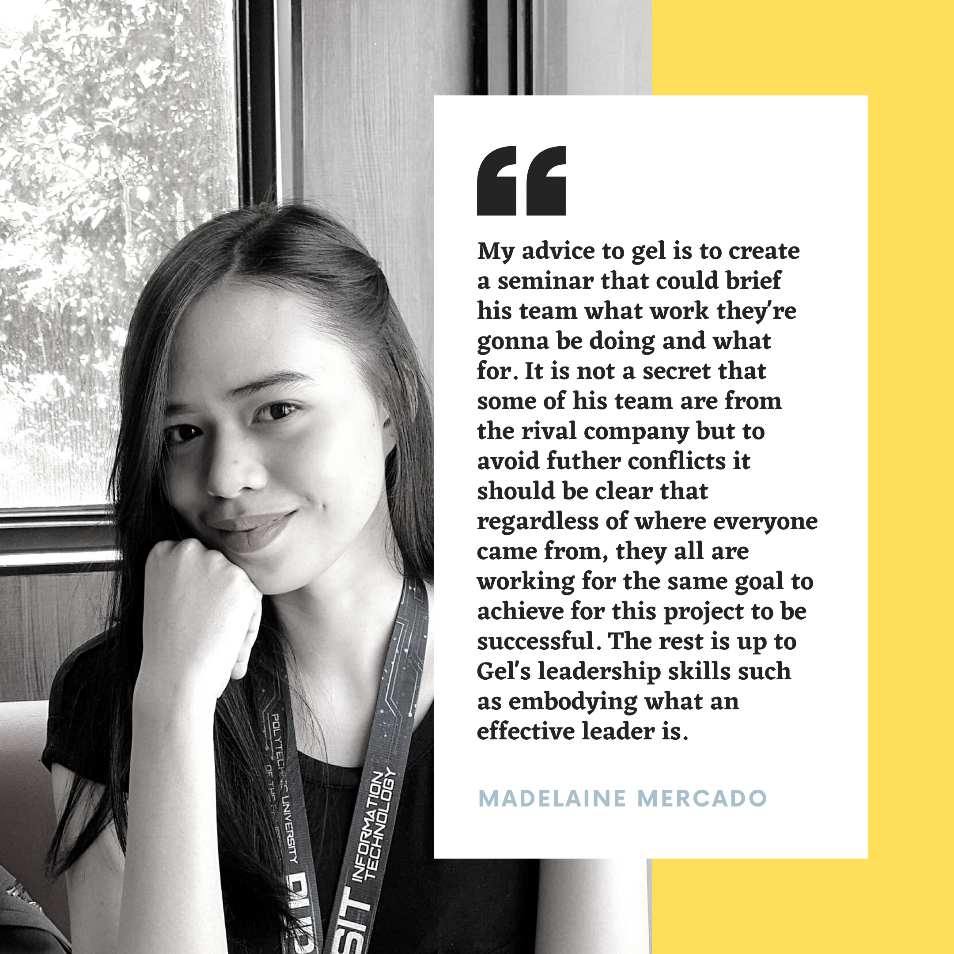 My advice to gel is to create
a seminar that could brief
his team what work they're
gonna be doing and what
for. It is not a secret that
some of his team are from
the rival company but to
avoid futher conflicts it
should be clear that
regardless of where everyone
came from, they all are
working for the same goal to
achieve for this project to be
successful. The rest is up to
Gel's leadership skills such
as embodying what an
effective leader is.
MADELAINE MERCADO
POLYTECHNIC UNIVERSITY
OF THE
INFORMATION
TECHNOLOGY
SIT